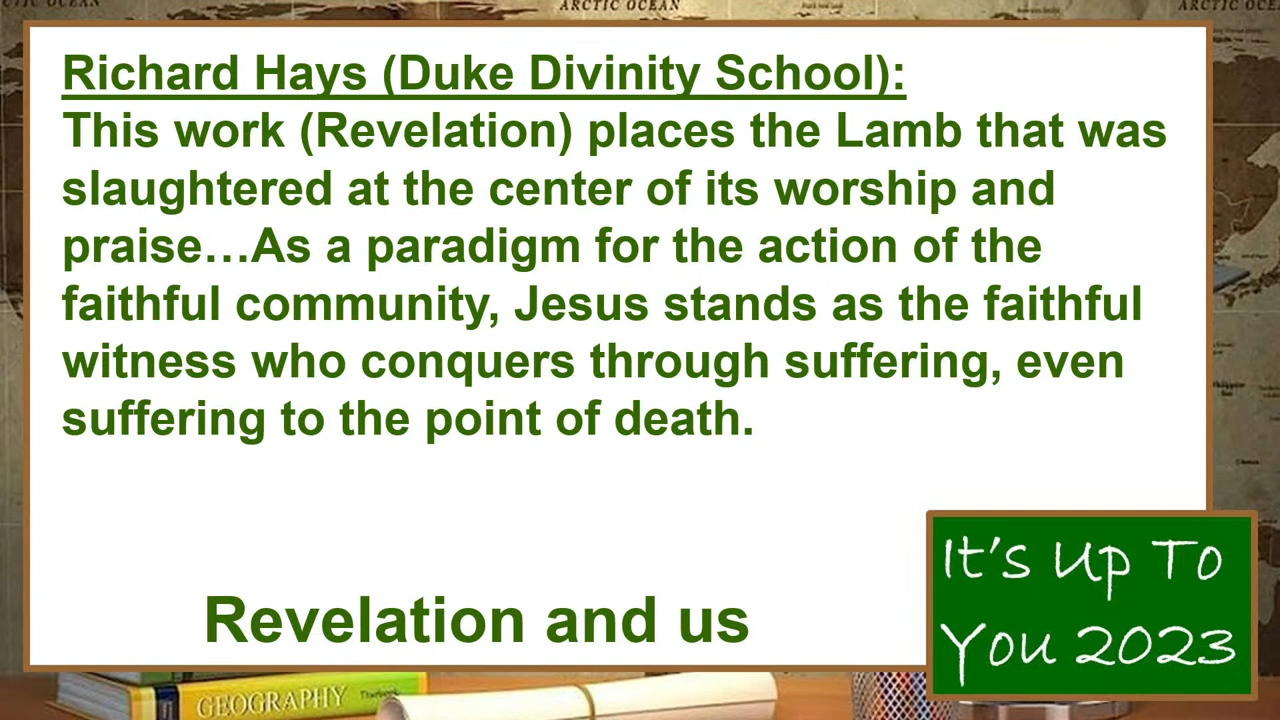 ARCTIC OCEAN
Richard Hays (Duke Divinity School):
This work (Revelation) places the Lamb that was
slaughtered at the center of its worship and
praise…As a paradigm for the action of the
faithful community, Jesus stands as the faithful
witness who conquers through suffering, even
suffering to the point of death.
Revelation and us
It's Up To
You 2023
GEOGRAPHY